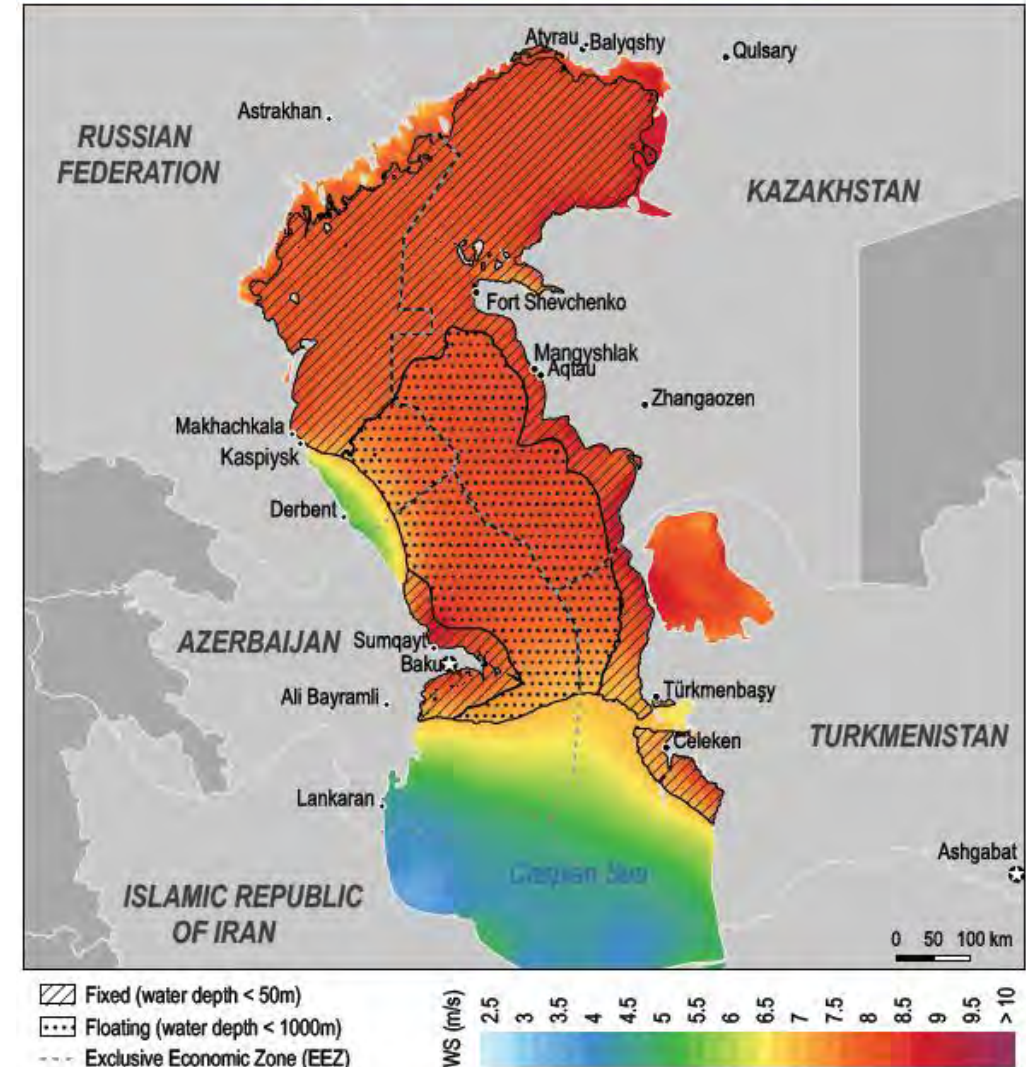 Atyrau
Balyqshy
Qulsary
Astrakhan
RUSSIAN
FEDERATION
KAZAKHSTAN
Fort Shevchenko
Mangyshlak
Aqtau
Zhangaozen
Makhachkala
Kaspiysk
Derbent
AZERBAIJAN
Sumqayt
Baku
Ali Bayramli
Türkmenbaşy
Celeken
TURKMENISTAN
Lankaran
Caspian Sea
Ashgabat
ISLAMIC REPUBLIC
OF IRAN
0 50 100 km
Fixed (water depth < 50m)
Floating (water depth < 1000m)
Exclusive Economic Zone (EEZ)
WS (m/s)
2.5 3 3.5 4 4.5 5 5.5 6 6.5 7 7.5 8 8.5 9 9.5 > 10